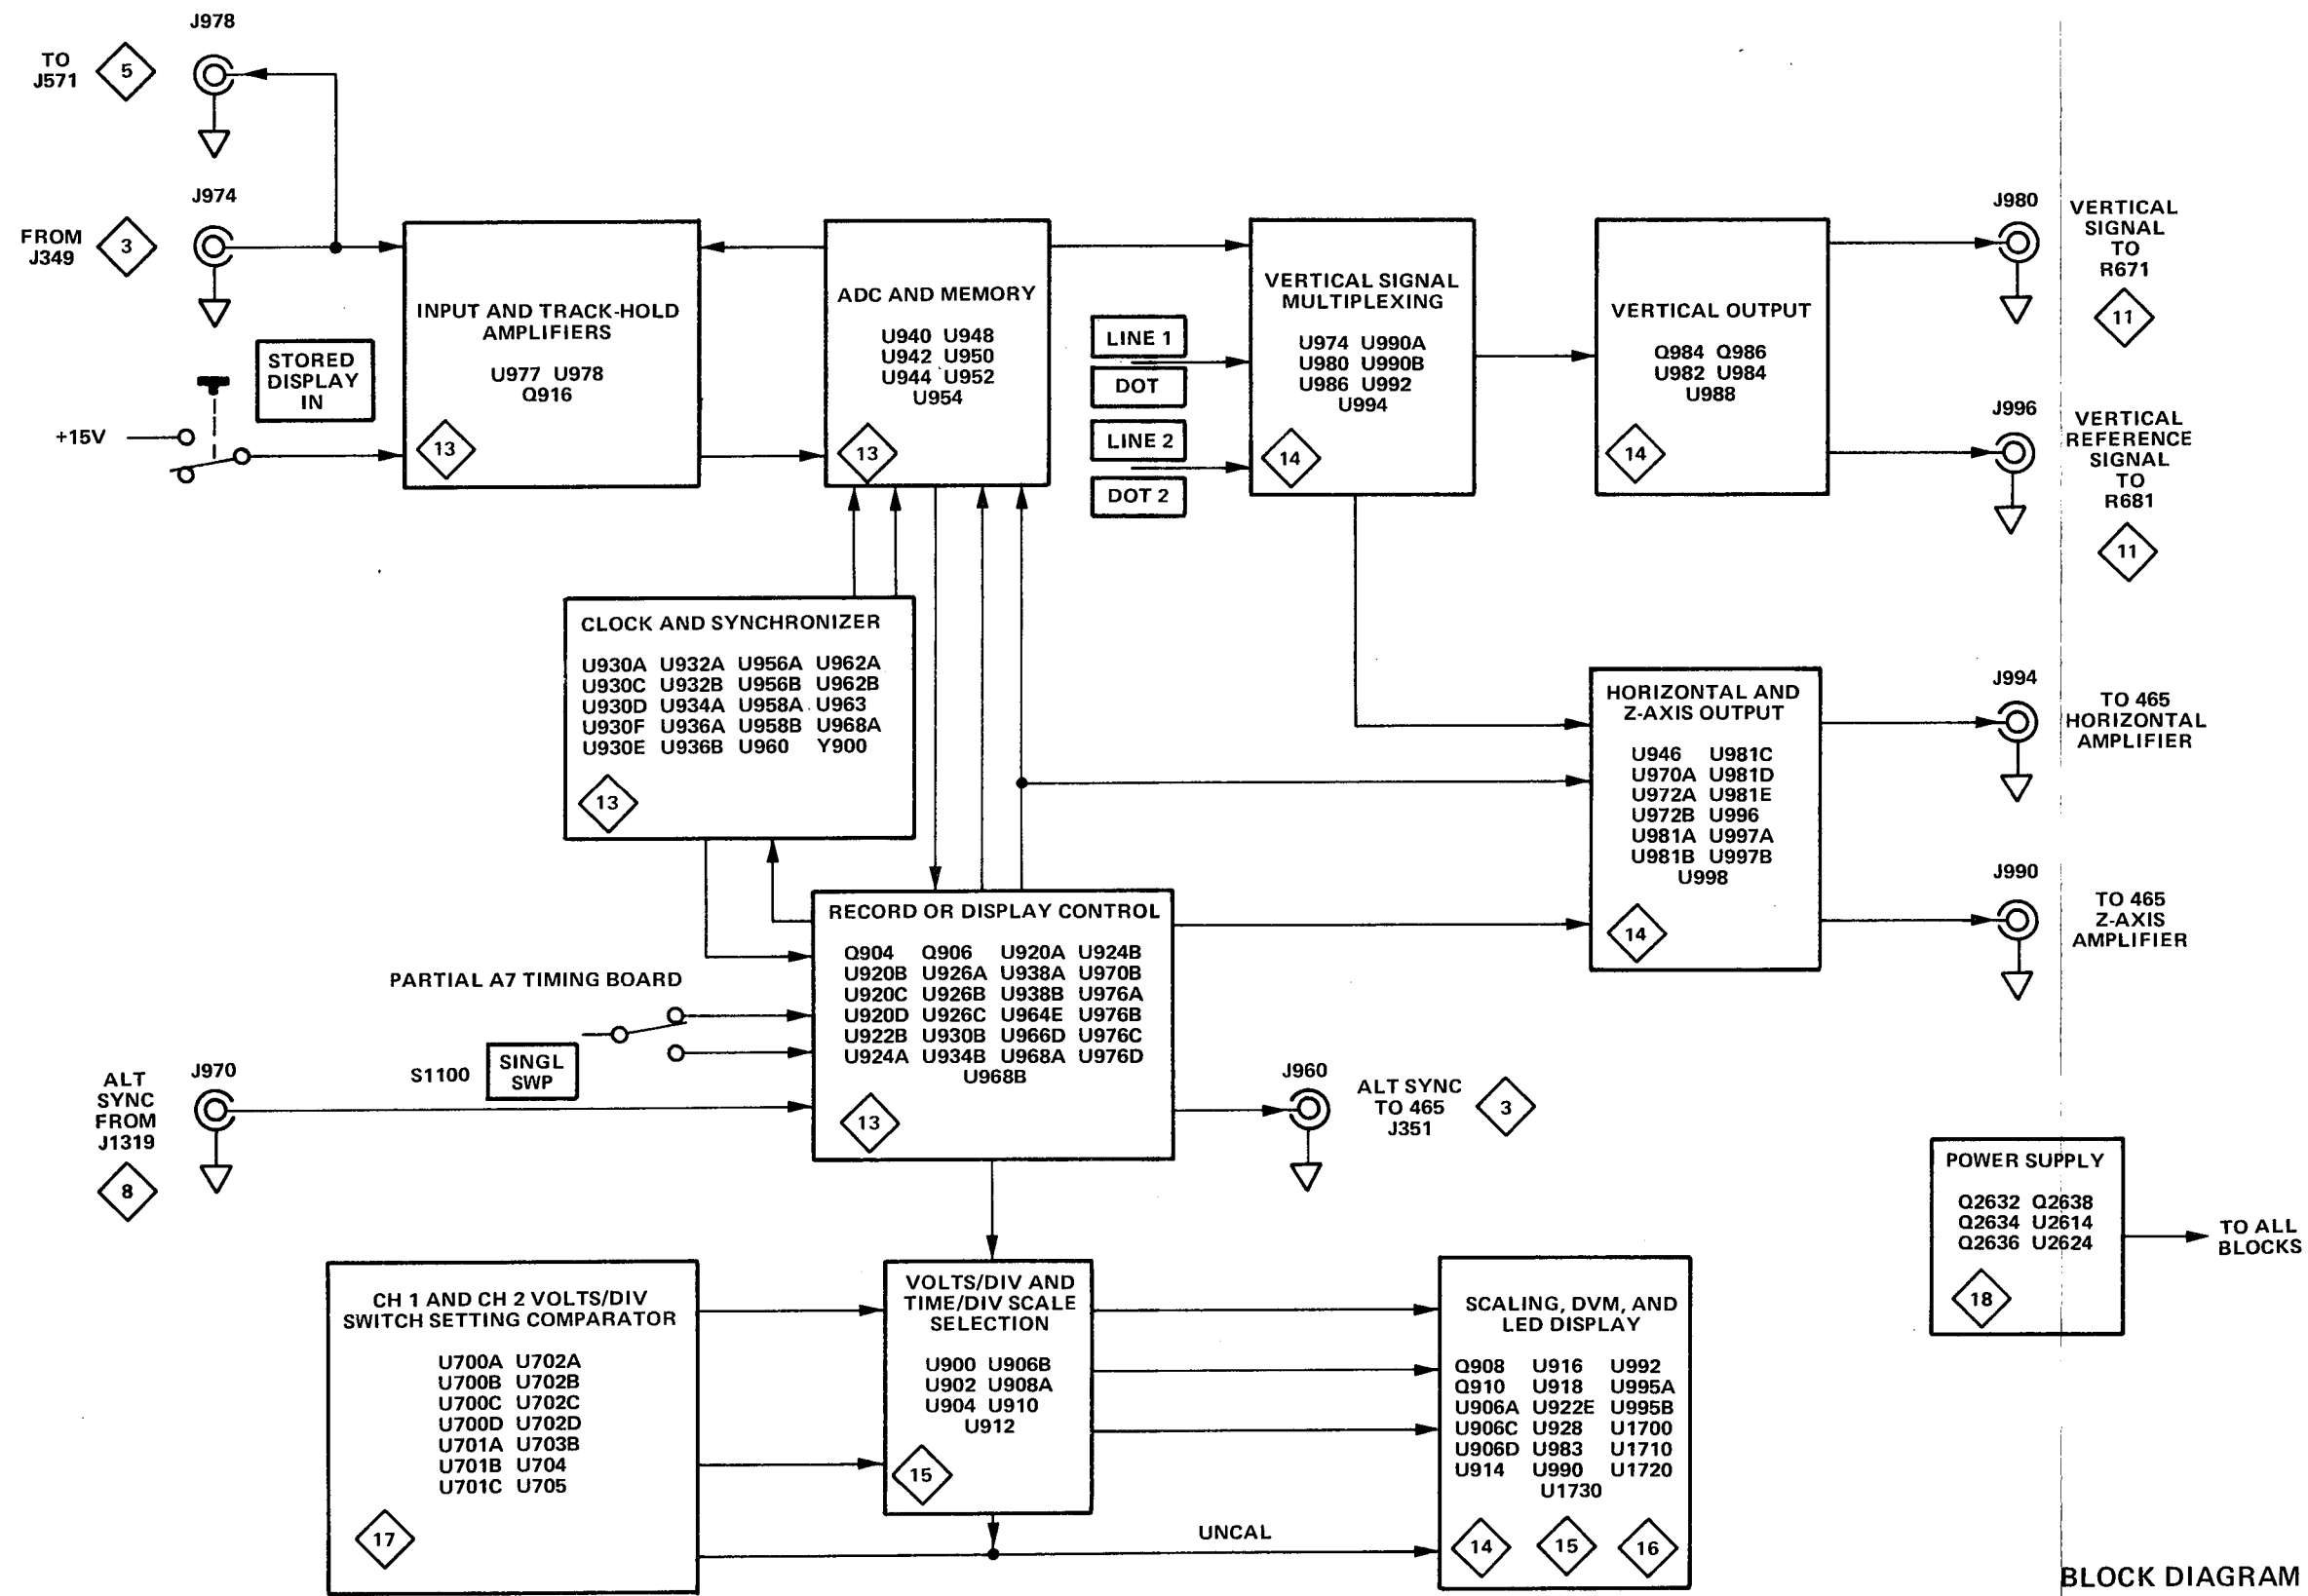 J978
TO
J571
5
J974
FROM
J349
3
STORED
DISPLAY
IN
+15V
INPUT AND TRACK-HOLD
AMPLIFIERS
U977 U978
Q916
13
ADC AND MEMORY
U940 U948
U942 U950
U944 U952
U954
13
LINE 1
DOT
LINE 2
DOT 2
VERTICAL SIGNAL
MULTIPLEXING
U974 U990A
U980 U990B
U986 U992
U994
14
VERTICAL OUTPUT
Q984 Q986
U982 U984
U988
14
J980
VERTICAL
SIGNAL
TO
R671
11
J996
VERTICAL
REFERENCE
SIGNAL
TO
R681
11
CLOCK AND SYNCHRONIZER
U930A U932A U956A U962A
U930C U932B U956B U962B
U930D U934A U958A U963
U930F U936A U958B U968A
U930E U936B U960 Y900
13
HORIZONTAL AND
Z-AXIS OUTPUT
U946 U981C
U970A U981D
U972A U981E
U972B U996
U981A U997A
U981B U997B
U998
14
J994
TO 465
HORIZONTAL
AMPLIFIER
J990
TO 465
Z-AXIS
AMPLIFIER
RECORD OR DISPLAY CONTROL
Q904 Q906 U920A U924B
U920B U926A U938A U970B
U920C U926B U938B U976A
U920D U926C U964E U976B
U922B U930B U966D U976C
U924A U934B U968A U976D
U968B
13
PARTIAL A7 TIMING BOARD
S1100
SINGL
SWP
ALT
SYNC
FROM
J1319
8
J970
J960
ALT SYNC
TO 465
J351
3
POWER SUPPLY
Q2632 Q2638
Q2634 U2614
Q2636 U2624
18
TO ALL
BLOCKS
CH 1 AND CH 2 VOLTS/DIV
SWITCH SETTING COMPARATOR
U700A U702A
U700B U702B
U700C U702C
U700D U702D
U701A U703B
U701B U704
U701C U705
17
VOLTS/DIV AND
TIME/DIV SCALE
SELECTION
U900 U906B
U902 U908A
U904 U910
U912
15
UNCAL
SCALING, DVM, AND
LED DISPLAY
Q908 U916 U992
Q910 U918 U995A
U906A U922E U995B
U906C U928 U1700
U906D U983 U1710
U914 U990 U1720
U1730
14 15 16
BLOCK DIAGRAM